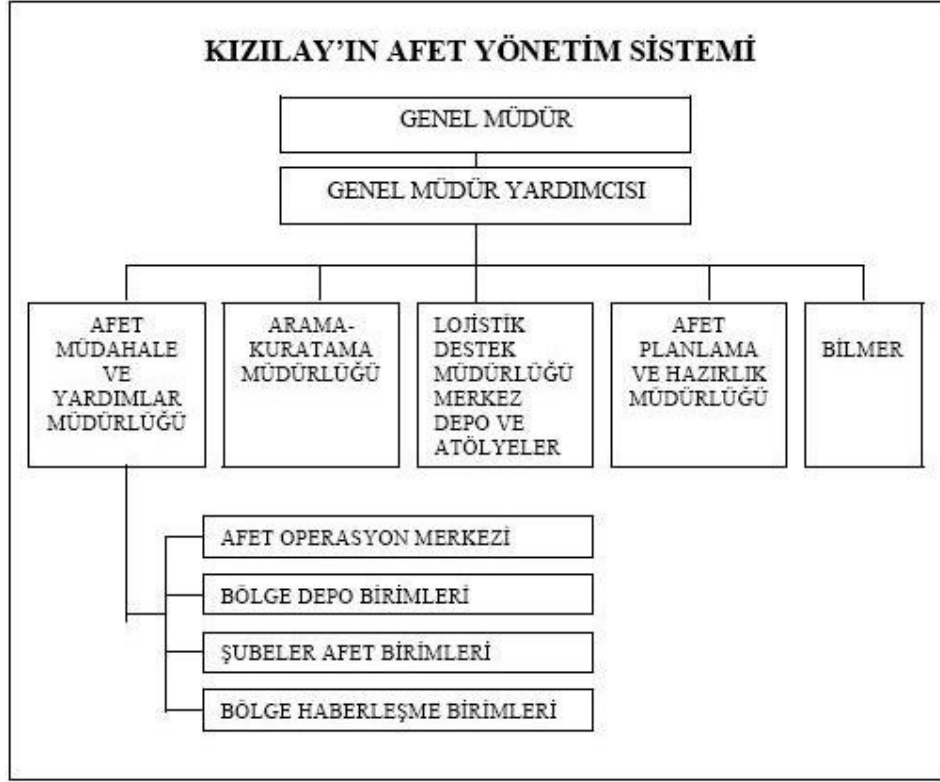 KIZILAY’IN AFET YÖNETİM SİSTEMİ
GENEL MÜDÜR
GENEL MÜDÜR YARDIMCISI
AFET
MÜDAHALE
VE
YARDIMLAR
MÜDÜRLÜĞÜ
ARAMA-
KURATAMA
MÜDÜRLÜĞÜ
LOJİSTİK
DESTEK
MÜDÜRLÜĞÜ
MERKEZ
DEPO VE
ATÖLYELER
AFET
PLANLAMA
VE HAZIRLIK
MÜDÜRLÜĞÜ
BİLMER
AFET OPERASYON MERKEZİ
BÖLGE DEPO BİRİMLERİ
ŞUBELER AFET BİRİMLERİ
BÖLGE HABERLEŞME BİRİMLERİ